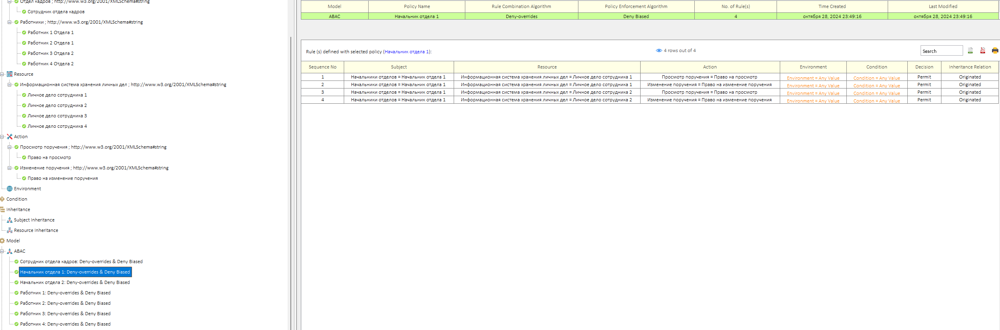 Отдел кадров ; http://www.w3.org/2001/XMLSchema#string
Сотрудник отдела кадров
Работники ; http://www.w3.org/2001/XMLSchema#string
Работник 1 Отдела 1
Работник 2 Отдела 1
Работник 3 Отдела 2
Работник 4 Отдела 2
Resource
Информационная система хранения личных дел ; http://www.w3.org/2001/XMLSchema#string
Личное дело сотрудника 1
Личное дело сотрудника 2
Личное дело сотрудника 3
Личное дело сотрудника 4
Action
Просмотр поручения ; http://www.w3.org/2001/XMLSchema#string
Право на просмотр
Изменение поручения ; http://www.w3.org/2001/XMLSchema#string
Право на изменение поручения
Environment
Condition
Inheritance
Subject Inheritance
Resource Inheritance
Model
ABAC
Сотрудник отдела кадров: Deny-overrides & Deny Biased
Начальник отдела 1: Deny-overrides & Deny Biased
Начальник отдела 2: Deny-overrides & Deny Biased
Работник 1: Deny-overrides & Deny Biased
Работник 2: Deny-overrides & Deny Biased
Работник 3: Deny-overrides & Deny Biased
Работник 4: Deny-overrides & Deny Biased
Model Policy Name Rule Combination Algorithm Policy Enforcement Algorithm No. of Rule(s) Time Created Last Modified
ABAC Начальник отдела 1 Deny-overrides Deny Biased 4 октября 28, 2024 23:49:16 октября 28, 2024 23:49:16
Rule (s) defined with selected policy (Начальник отдела 1): 4 rows out of 4 Search
Sequence No Subject Resource Action Environment Condition Decision Inheritance Relation
1 Начальники отделов = Начальник отдела 1 Информационная система хранения личных дел = Личное дело сотрудника 1 Просмотр поручения = Право на просмотр Environment = Any Value Condition = Any Value Permit Originated
2 Начальники отделов = Начальник отдела 1 Информационная система хранения личных дел = Личное дело сотрудника 1 Изменение поручения = Право на изменение поручения Environment = Any Value Condition = Any Value Permit Originated
3 Начальники отделов = Начальник отдела 1 Информационная система хранения личных дел = Личное дело сотрудника 2 Просмотр поручения = Право на просмотр Environment = Any Value Condition = Any Value Permit Originated
4 Начальники отделов = Начальник отдела 1 Информационная система хранения личных дел = Личное дело сотрудника 2 Изменение поручения = Право на изменение поручения Environment = Any Value Condition = Any Value Permit Originated